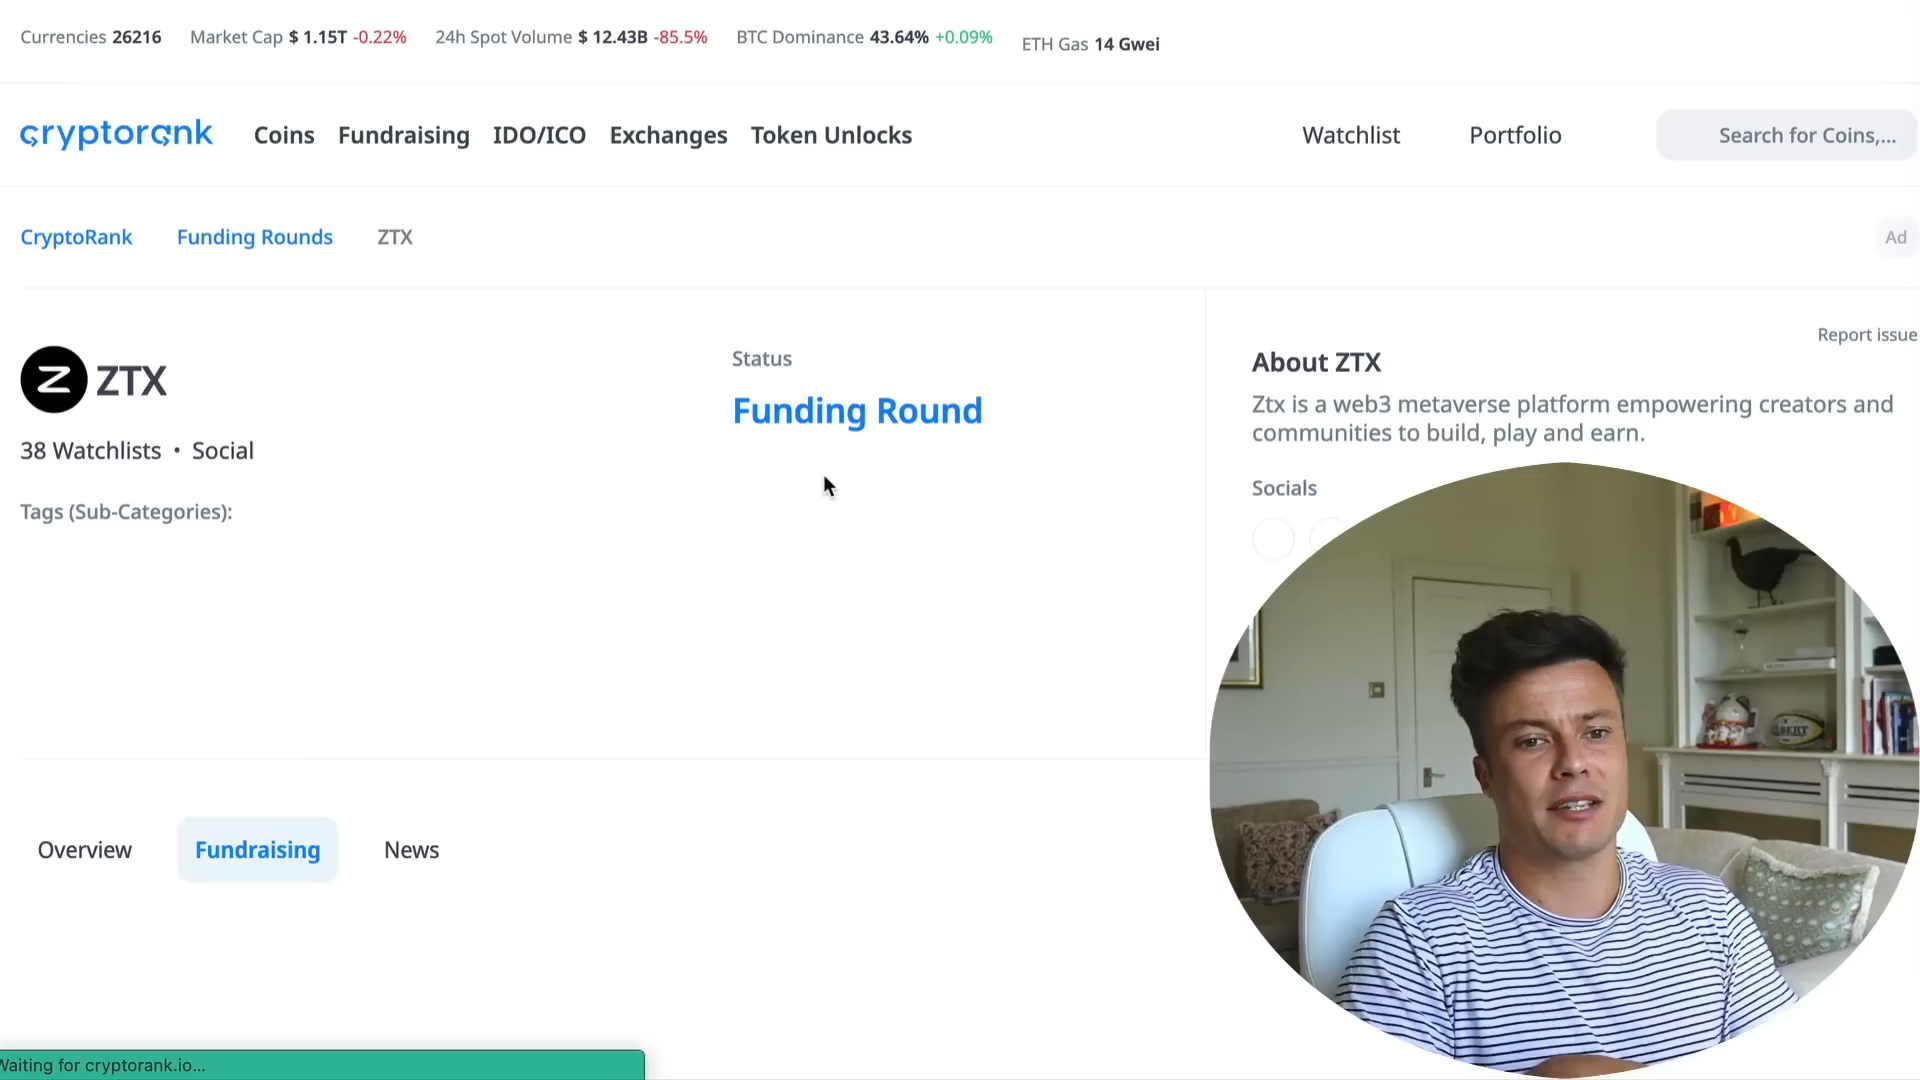 Currencies 26216 Market Cap $ 1.15T -0.22% 24h Spot Volume $ 12.43B -85.5% BTC Dominance 43.64% +0.09% ETH Gas 14 Gwei
cryptorank Coins Fundraising IDO/ICO Exchanges Token Unlocks Watchlist Portfolio Search for Coins,...
CryptoRank Funding Rounds ZTX Ad
Z ZTX
38 Watchlists • Social
Tags (Sub-Categories):
Status
Funding Round
Report issue
About ZTX
Ztx is a web3 metaverse platform empowering creators and
communities to build, play and earn.
Socials
GILBERT
Overview Fundraising News
Waiting for cryptorank.io...